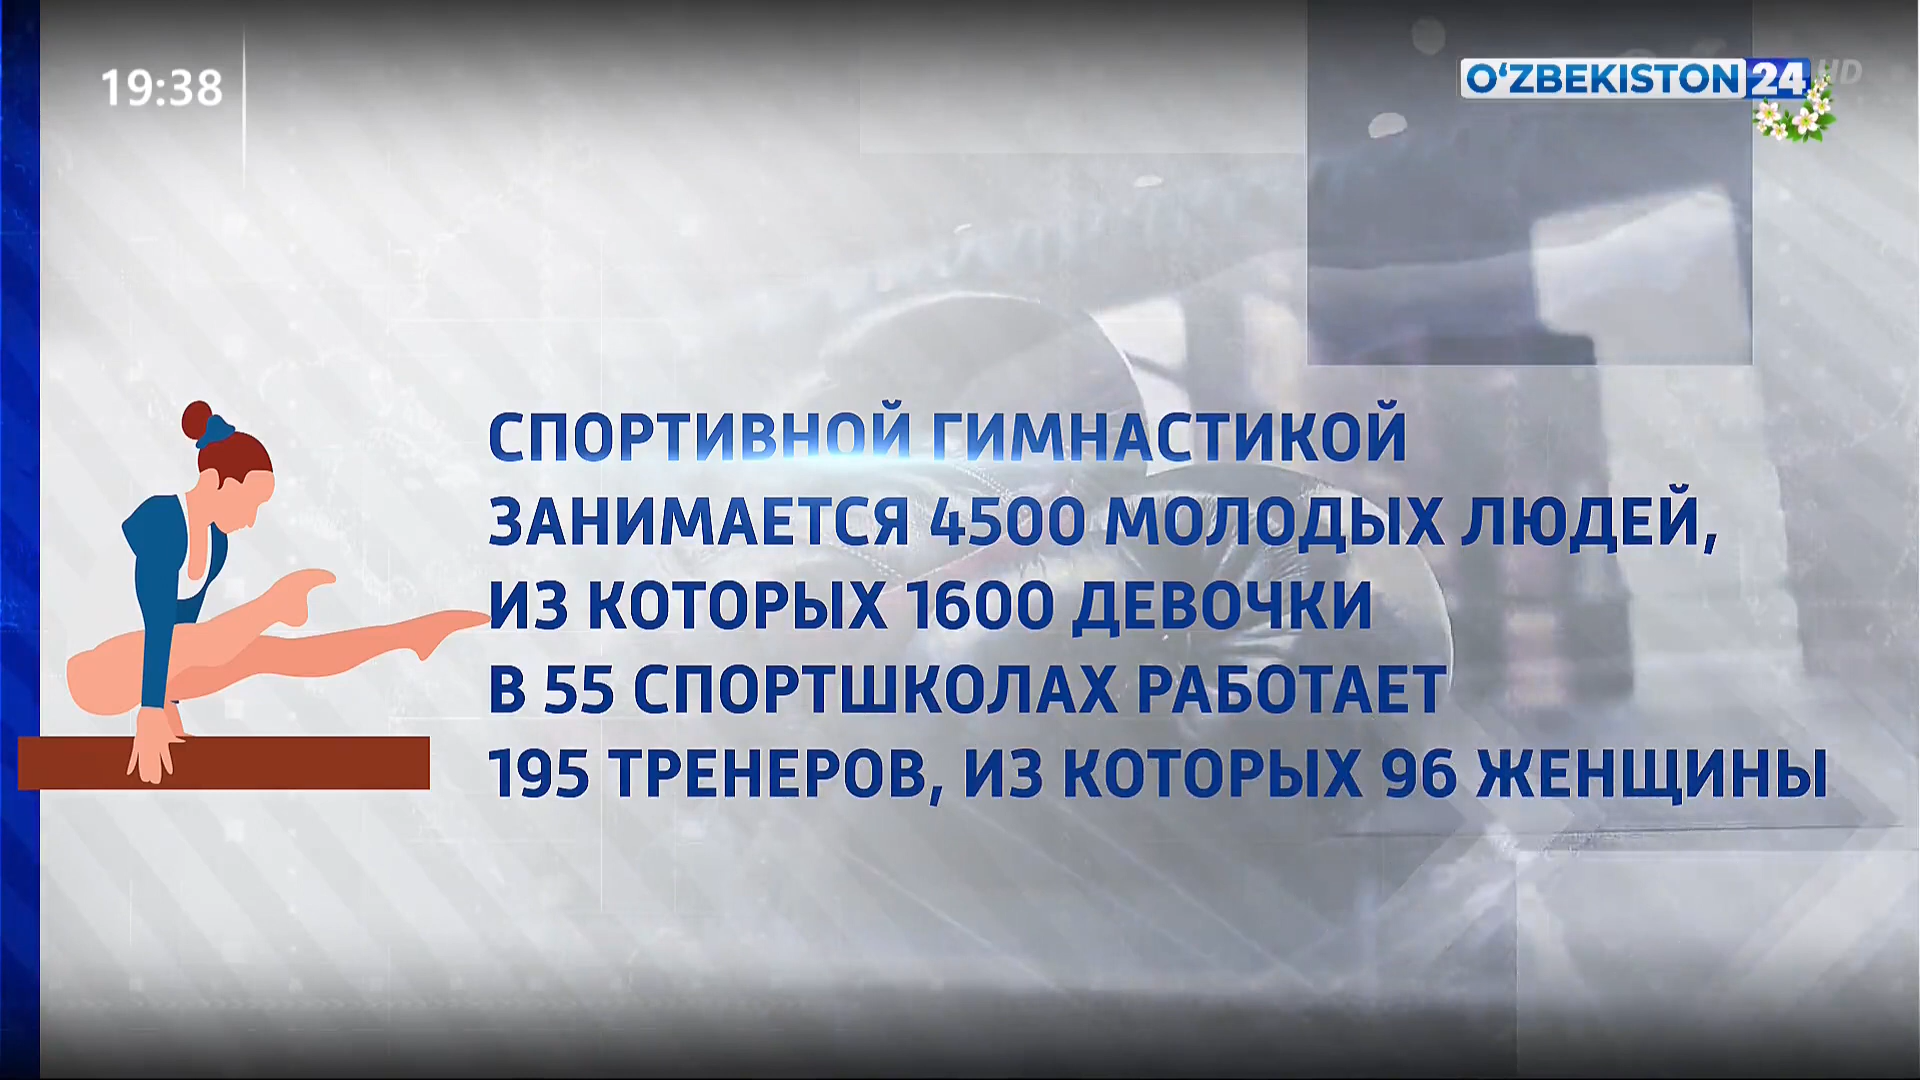 19:38
O‘ZBEKISTON 24 HD
СПОРТИВНОЙ ГИМНАСТИКОЙ
ЗАНИМАЕТСЯ 4500 МОЛОДЫХ ЛЮДЕЙ,
ИЗ КОТОРЫХ 1600 ДЕВОЧКИ
В 55 СПОРТШКОЛАХ РАБОТАЕТ
195 ТРЕНЕРОВ, ИЗ КОТОРЫХ 96 ЖЕНЩИНЫ